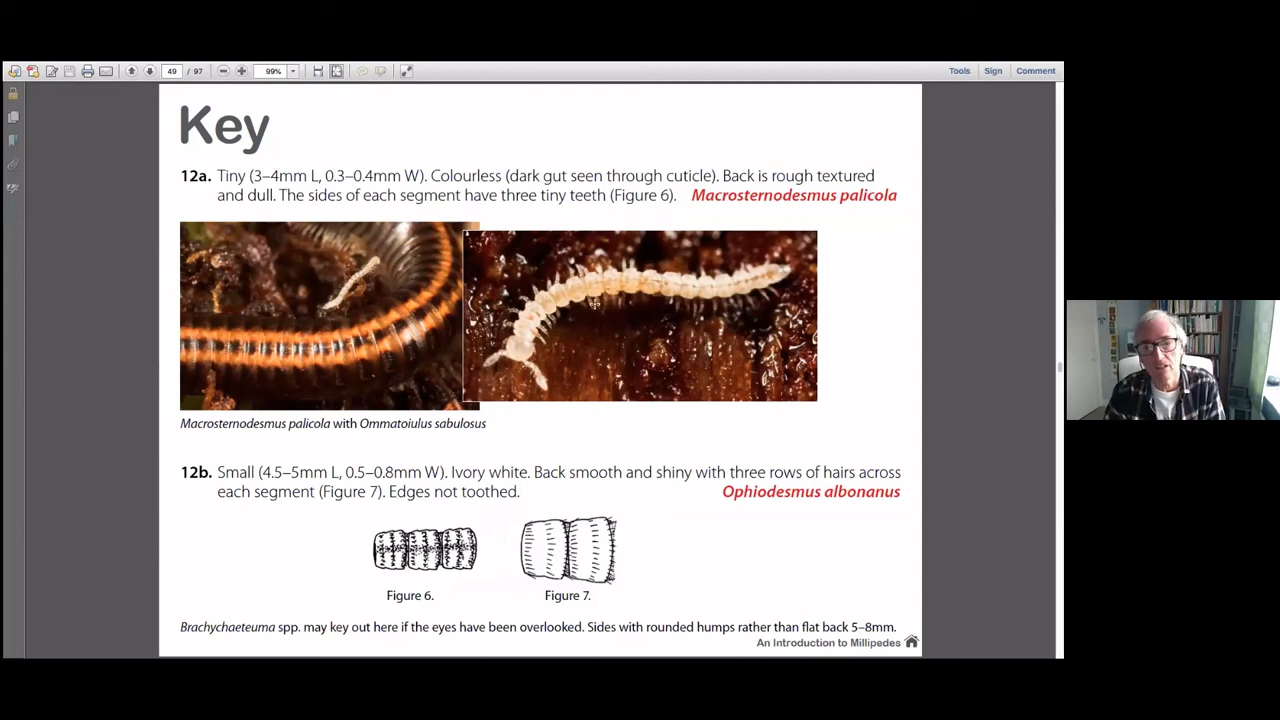 49 / 97 99% Tools Sign Comment
Key
12a. Tiny (3–4mm L, 0.3–0.4mm W). Colourless (dark gut seen through cuticle). Back is rough textured
and dull. The sides of each segment have three tiny teeth (Figure 6). Macrosternodesmus palicola
Macrosternodesmus palicola with Ommatoiulus sabulosus
12b. Small (4.5–5mm L, 0.5–0.8mm W). Ivory white. Back smooth and shiny with three rows of hairs across
each segment (Figure 7). Edges not toothed. Ophiodesmus albonanus
Figure 6. Figure 7.
Brachychaeteuma spp. may key out here if the eyes have been overlooked. Sides with rounded humps rather than flat back 5–8mm.
An Introduction to Millipedes